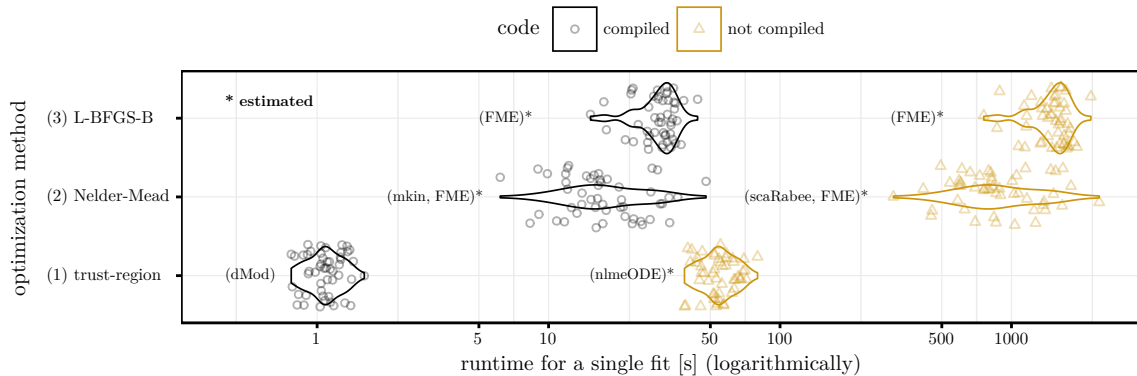 code compiled not compiled
optimization method
* estimated
(3) L-BFGS-B (FME)* (FME)*
(2) Nelder-Mead (mkin, FME)* (scaRabee, FME)*
(1) trust-region (dMod) (nlmeODE)*
1 5 10 50 100 500 1000
runtime for a single fit [s] (logarithmically)